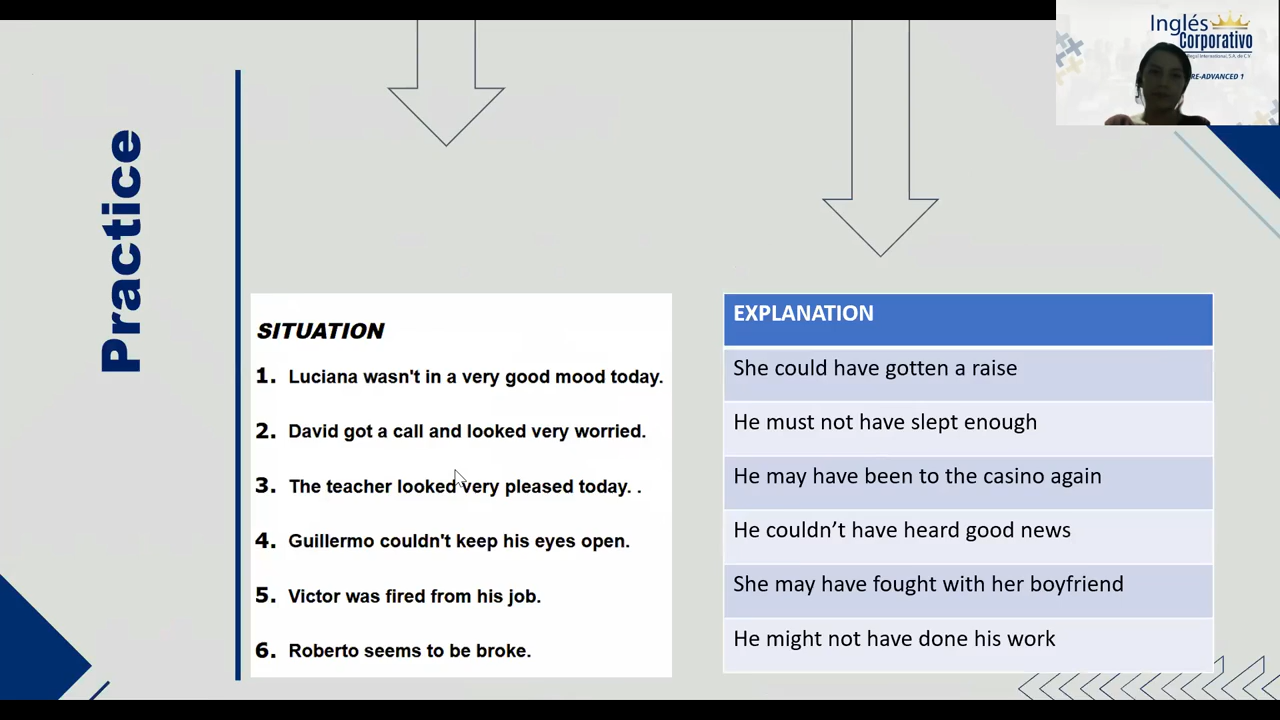 Inglés
Corporativo
RE-ADVANCED 1
Practice
SITUATION
1. Luciana wasn't in a very good mood today.
2. David got a call and looked very worried.
3. The teacher looked very pleased today. .
4. Guillermo couldn't keep his eyes open.
5. Victor was fired from his job.
6. Roberto seems to be broke.
EXPLANATION
She could have gotten a raise
He must not have slept enough
He may have been to the casino again
He couldn’t have heard good news
She may have fought with her boyfriend
He might not have done his work